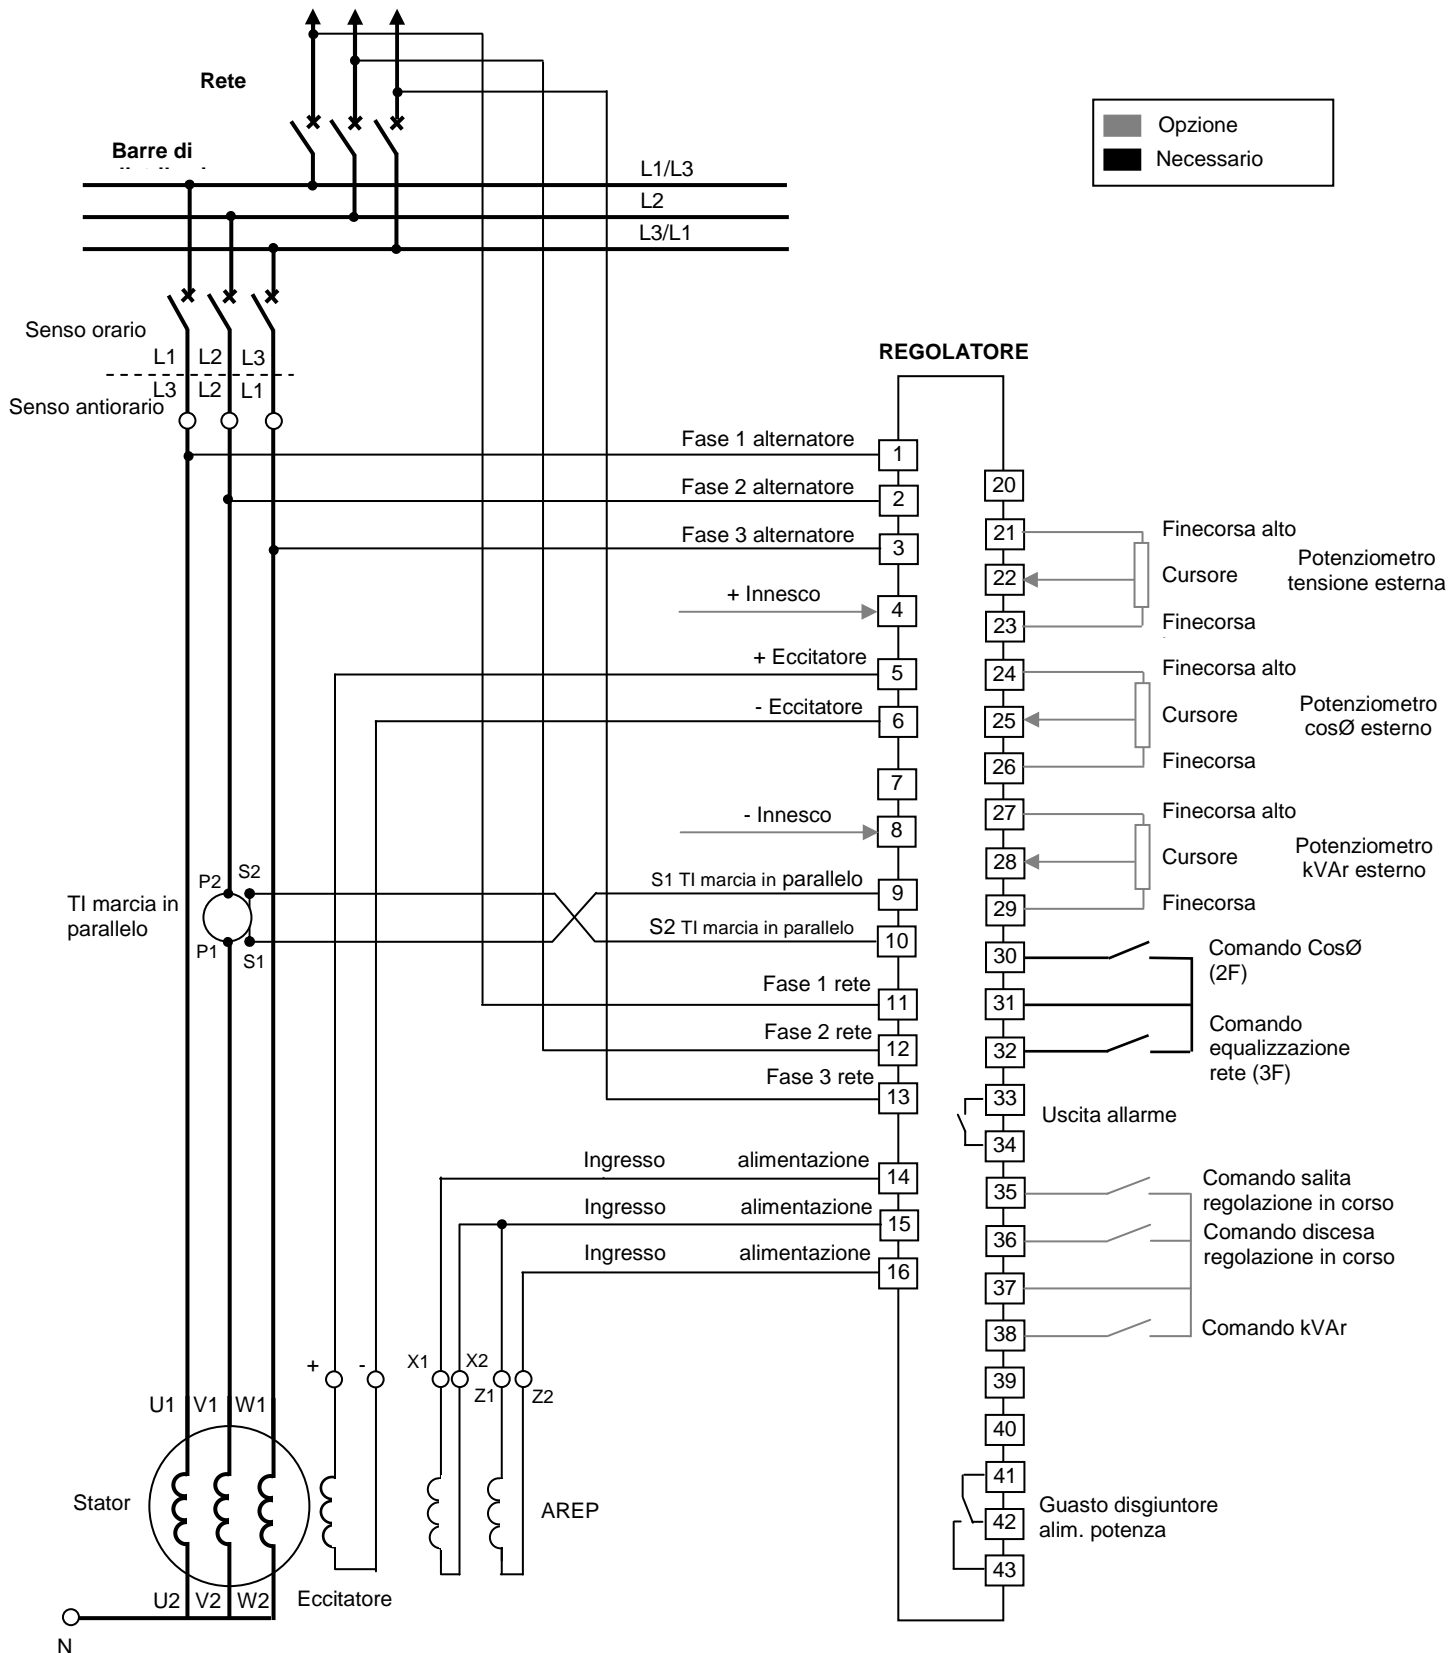 Rete
Opzione
Necessario
Barre di
L1/L3
L2
L3/L1
Senso orario
L1 L2 L3
L3 L2 L1
Senso antiorario
REGOLATORE
Fase 1 alternatore
1
Fase 2 alternatore
2
Fase 3 alternatore
3
+ Innesco
4
+ Eccitatore
5
- Eccitatore
6
7
- Innesco
8
S1 TI marcia in parallelo
9
S2 TI marcia in parallelo
10
Fase 1 rete
11
Fase 2 rete
12
Fase 3 rete
13
Ingresso alimentazione
14
Ingresso alimentazione
15
Ingresso alimentazione
16
20
21
Finecorsa alto
22
Cursore
Potenziometro
tensione esterna
23
Finecorsa
24
Finecorsa alto
25
Cursore
Potenziometro
cosØ esterno
26
Finecorsa
27
Finecorsa alto
28
Cursore
Potenziometro
kVAr esterno
29
Finecorsa
30
Comando CosØ
(2F)
31
32
Comando
equalizzazione
rete (3F)
33
Uscita allarme
34
35
Comando salita
regolazione in corso
36
Comando discesa
regolazione in corso
37
38
Comando kVAr
39
40
41
42
Guasto disgiuntore
alim. potenza
43
TI marcia in
parallelo
P2 S2
P1 S1
+ - X1 X2
Z1 Z2
U1 V1 W1
Stator
AREP
U2 V2 W2
Eccitatore
N